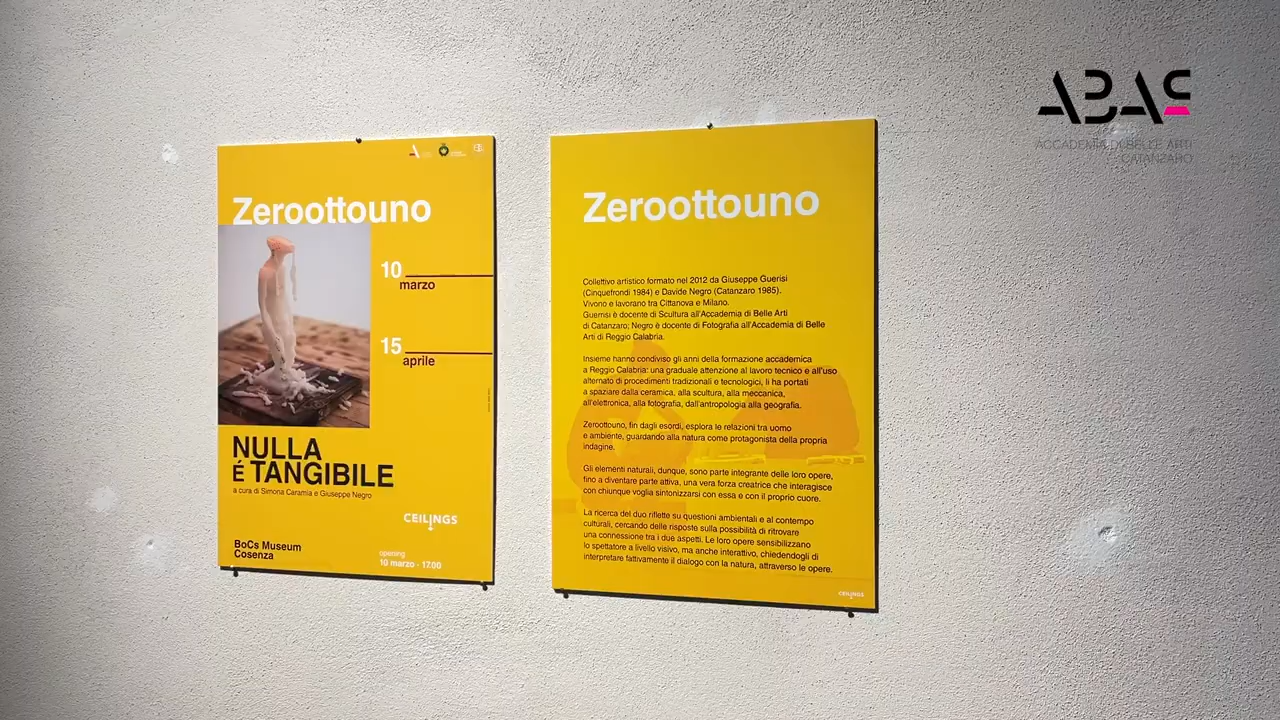 ABAS
ACCADEMIA DI BELLE ARTI
CATANZARO
Zeroottouno
10
marzo
15
aprile
NULLA
É TANGIBILE
a cura di Simona Caramia e Giuseppe Negro
CEILINGS
BoCs Museum
Cosenza
opening
10 marzo - 17.00
Zeroottouno
Collettivo artistico formato nel 2012 da Giuseppe Guerisi
(Cinquefrondi 1984) e Davide Negro (Catanzaro 1985).
Vivono e lavorano tra Cittanova e Milano.
Guerisi è docente di Scultura all'Accademia di Belle Arti
di Catanzaro; Negro è docente di Fotografia all'Accademia di Belle
Arti di Reggio Calabria.
Insieme hanno condiviso gli anni della formazione accademica
a Reggio Calabria: una graduale attenzione al lavoro tecnico e all'uso
alternato di procedimenti tradizionali e tecnologici, li ha portati
a spaziare dalla ceramica, alla scultura, alla meccanica,
all'elettronica, alla fotografia, dall'antropologia alla geografia.
Zeroottouno, fin dagli esordi, esplora le relazioni tra uomo
e ambiente, guardando alla natura come protagonista della propria
indagine.
Gli elementi naturali, dunque, sono parte integrante delle loro opere,
fino a diventare parte attiva, una vera forza creatrice che interagisce
con chiunque voglia sintonizzarsi con essa e con il proprio cuore.
La ricerca del duo riflette su questioni ambientali e al contempo
culturali, cercando delle risposte sulla possibilità di ritrovare
una connessione tra i due aspetti. Le loro opere sensibilizzano
lo spettatore a livello visivo, ma anche interattivo, chiedendogli di
interpretare fattivamente il dialogo con la natura, attraverso le opere.
CEILINGS